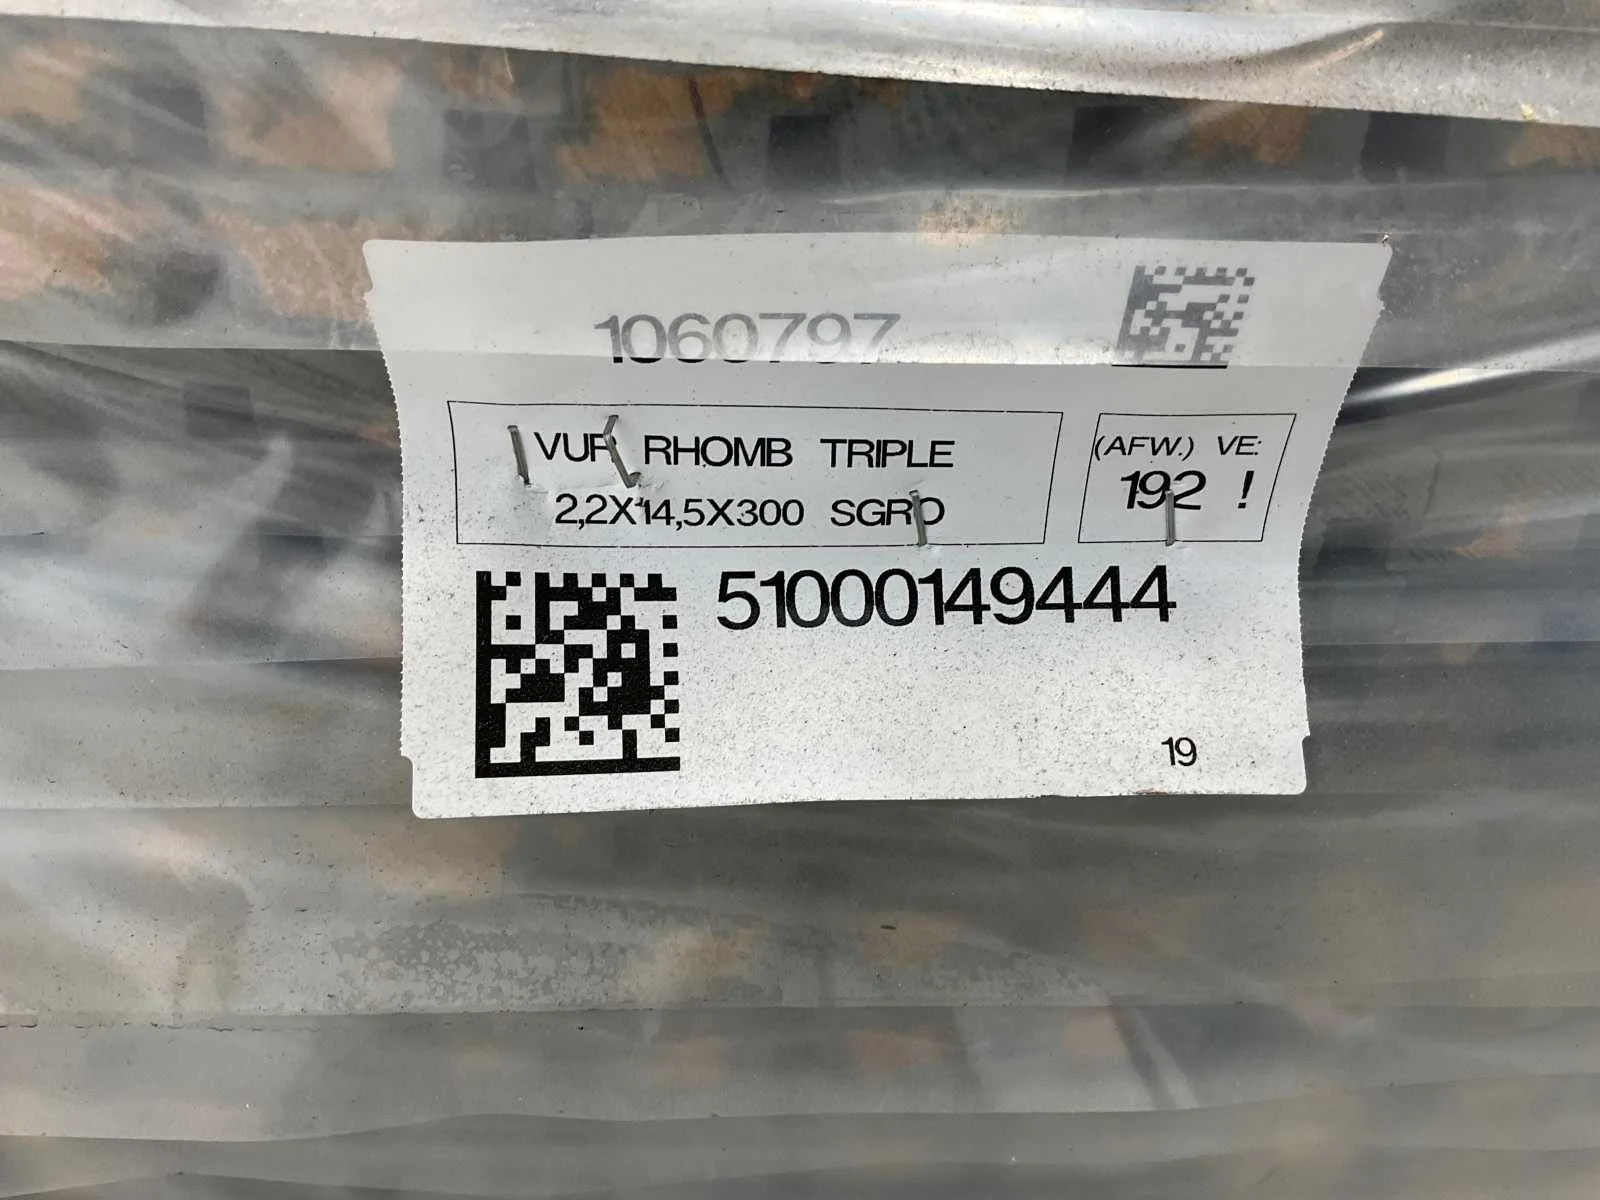 1060797
VUR RHOMB TRIPLE
2,2X14,5X300 SGRO
(AFW.) VE:
192 !
51000149444
19